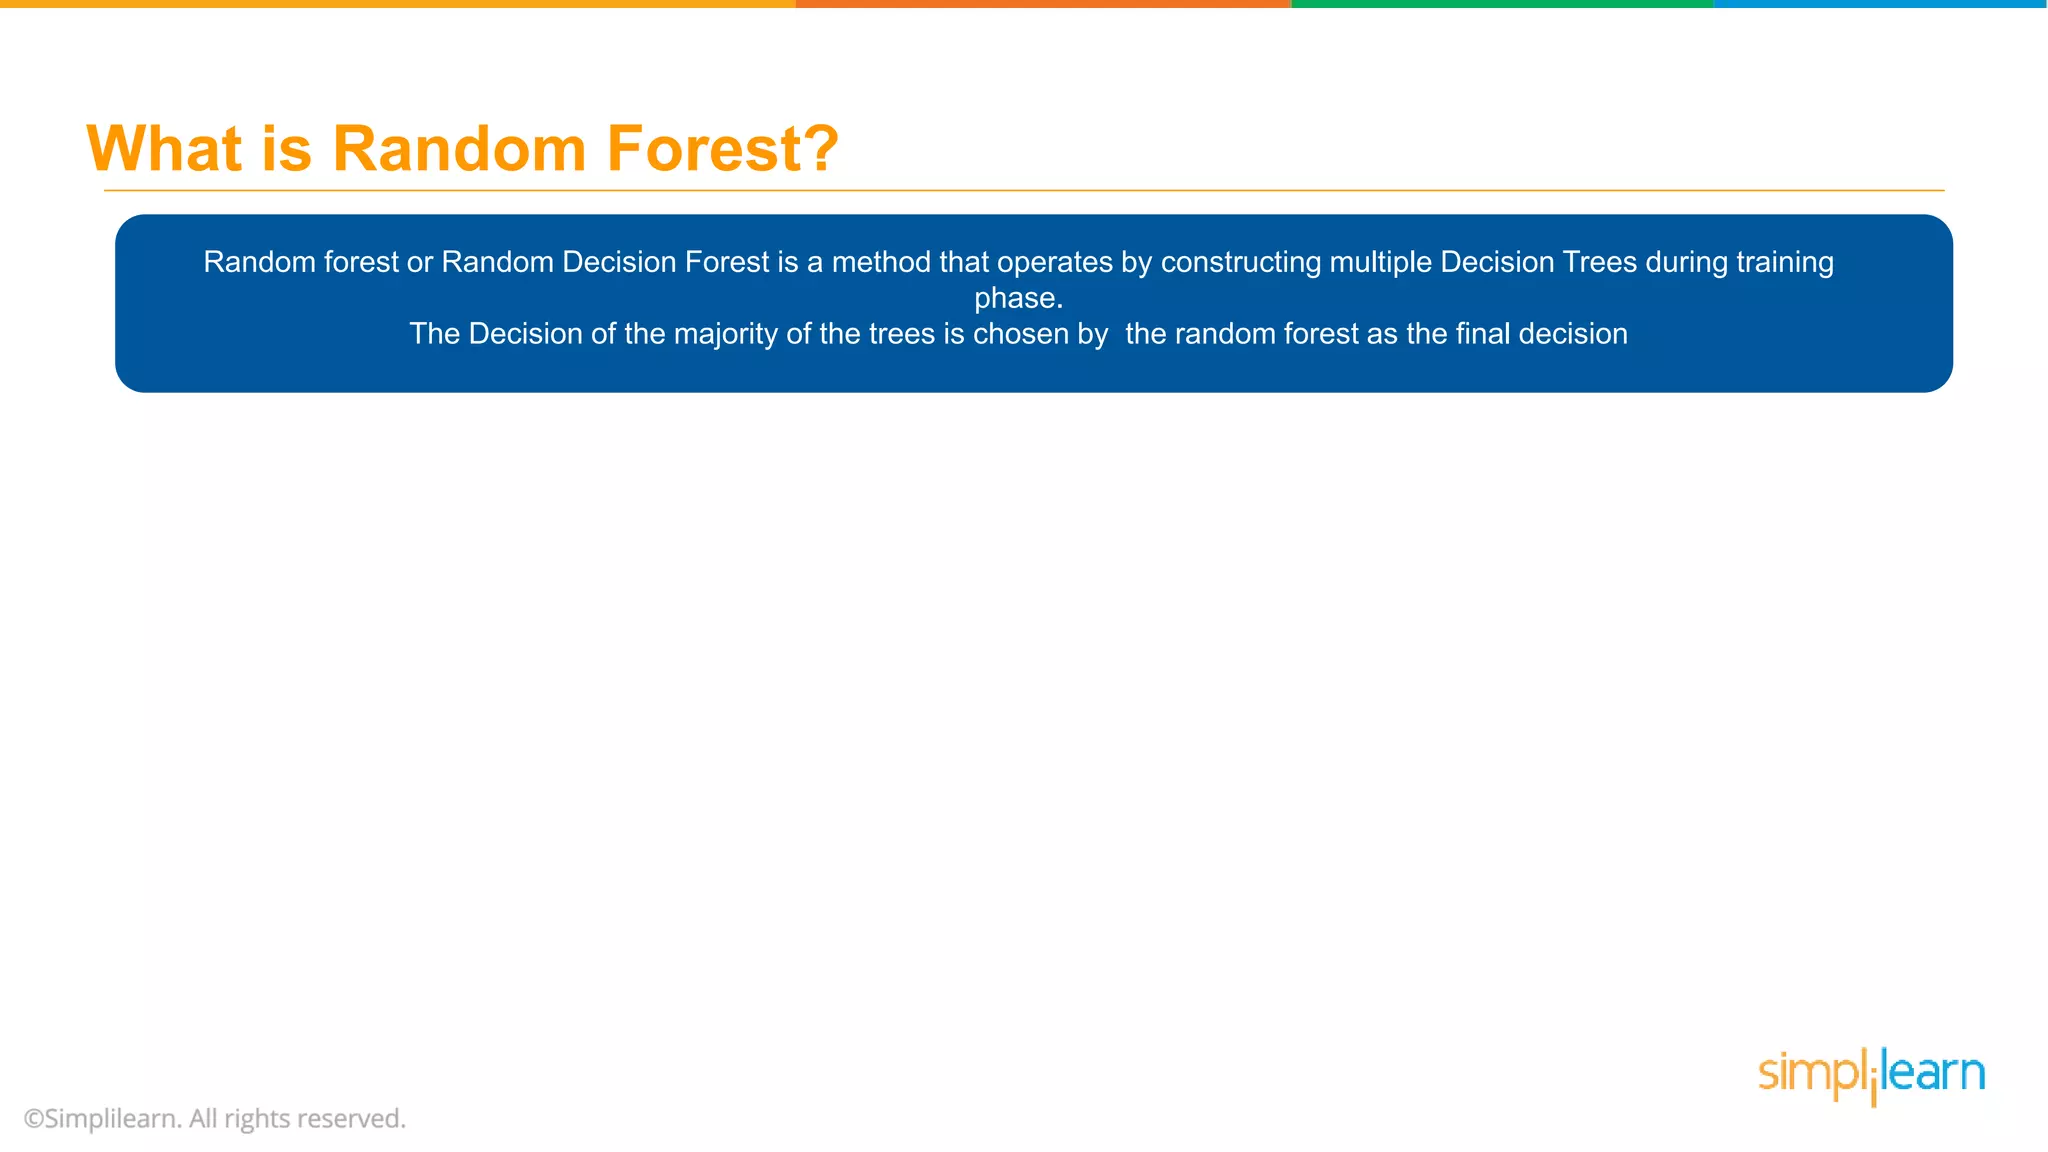 What is Random Forest?
Random forest or Random Decision Forest is a method that operates by constructing multiple Decision Trees during training
phase.
The Decision of the majority of the trees is chosen by  the random forest as the final decision
simplilearn
©Simplilearn. All rights reserved.